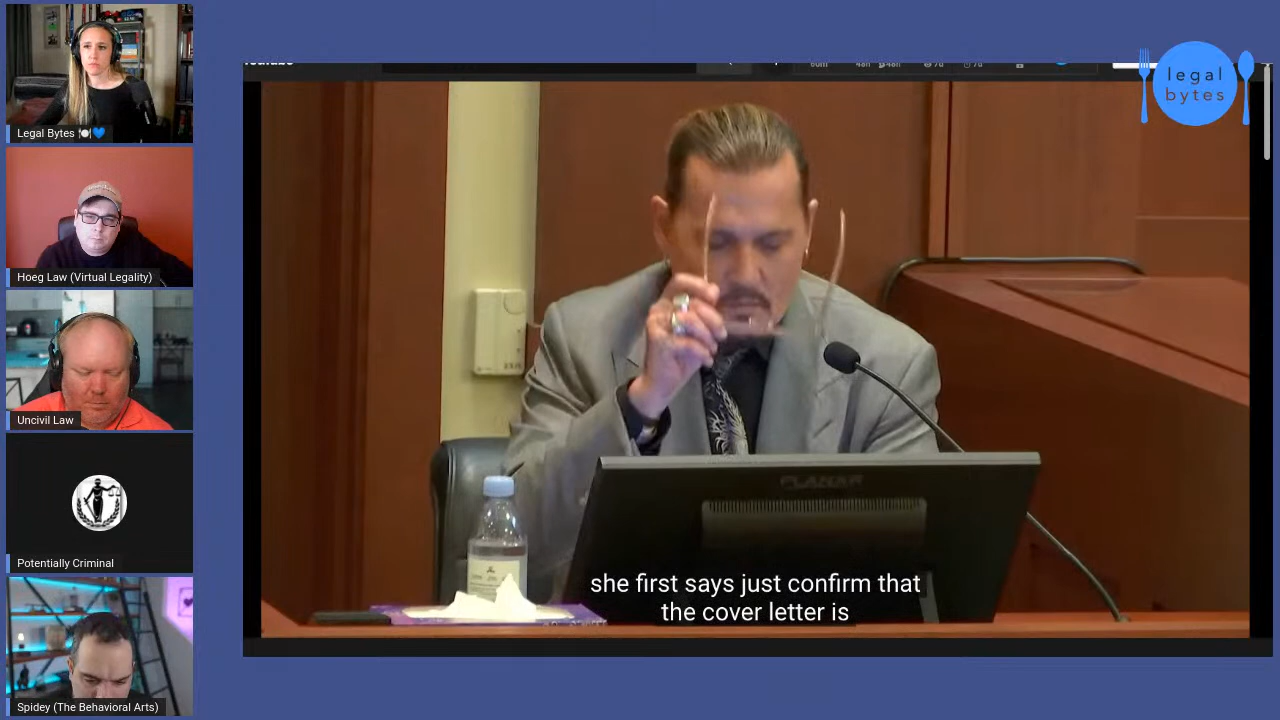 Legal Bytes 🍽️💙
Hoeg Law (Virtual Legality)
Uncivil Law
Potentially Criminal
Spidey (The Behavioral Arts)
legal
bytes
PLANAR
she first says just confirm that
the cover letter is